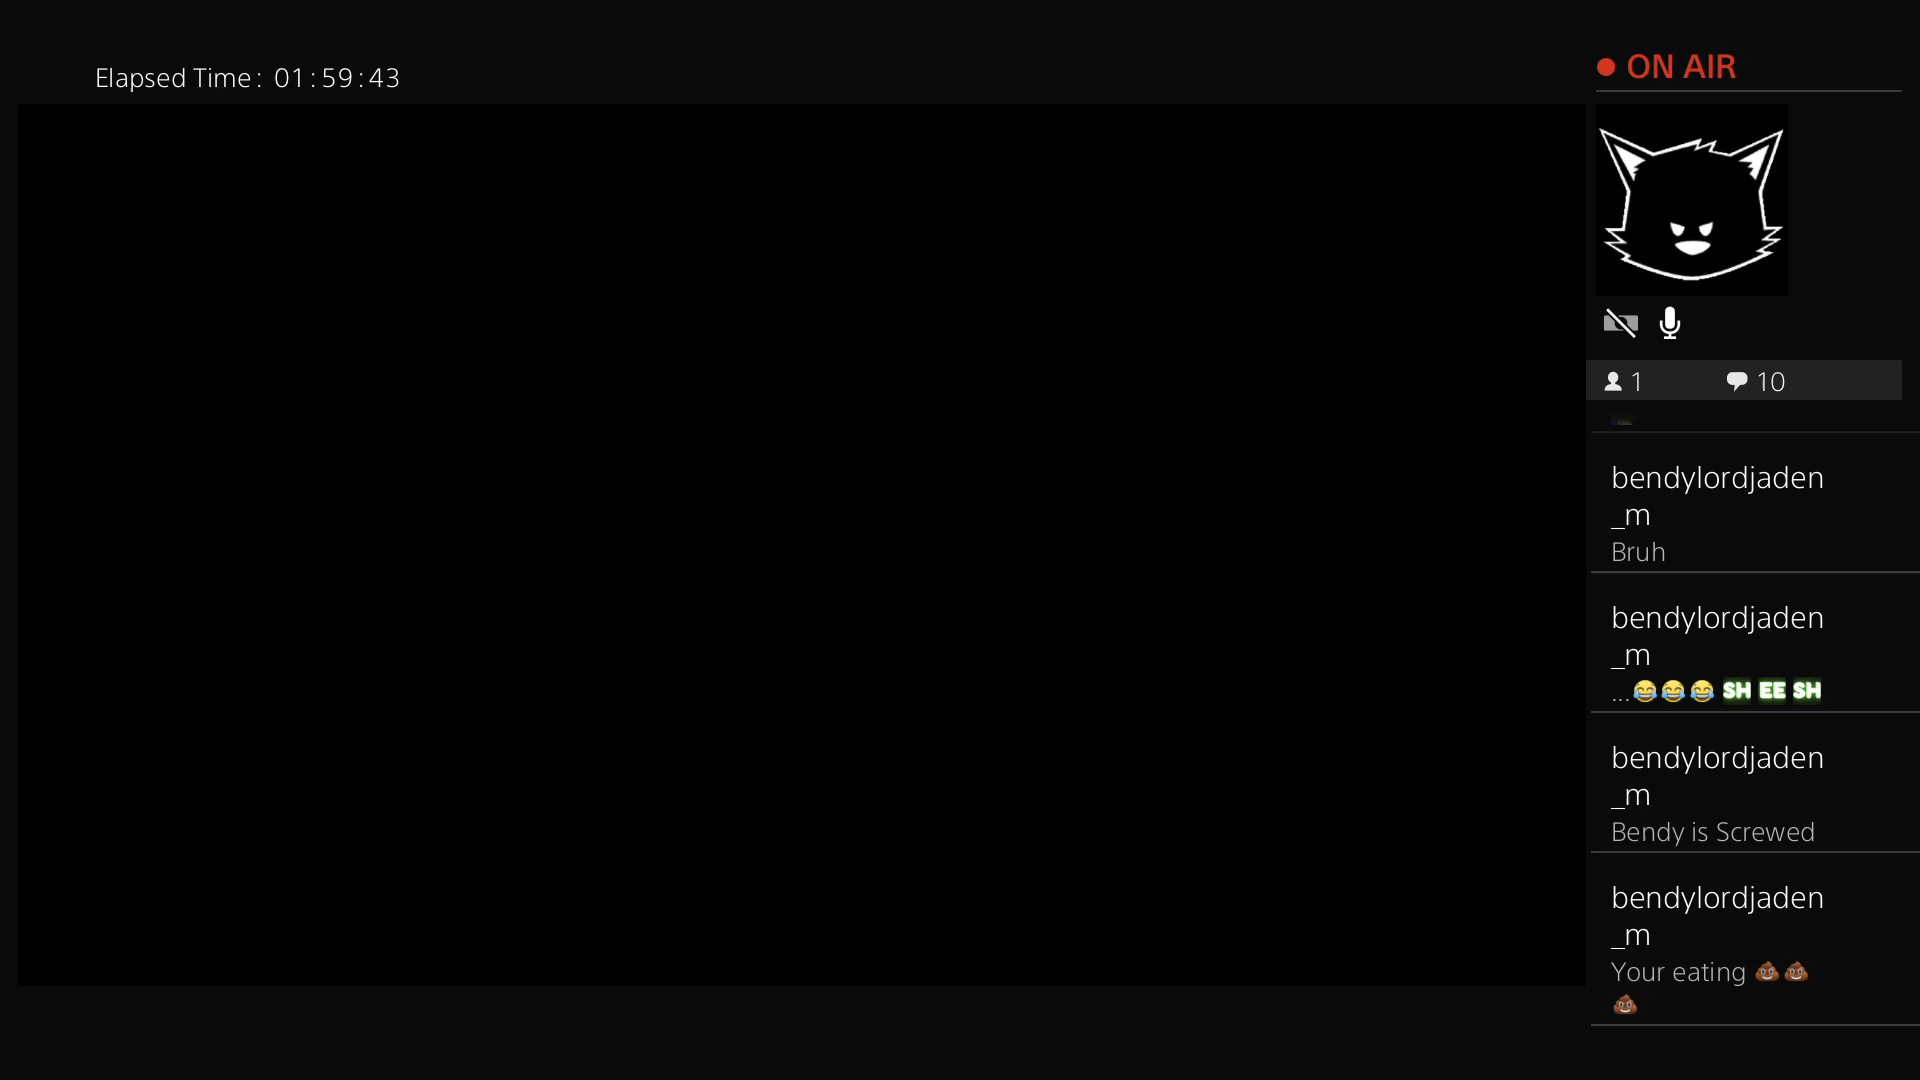 Elapsed Time: 01:59:43
ON AIR
1 10
bendylordjaden
_m
Bruh
bendylordjaden
_m
...😂😂😂 SH EE SH
bendylordjaden
_m
Bendy is Screwed
bendylordjaden
_m
Your eating 💩💩
💩